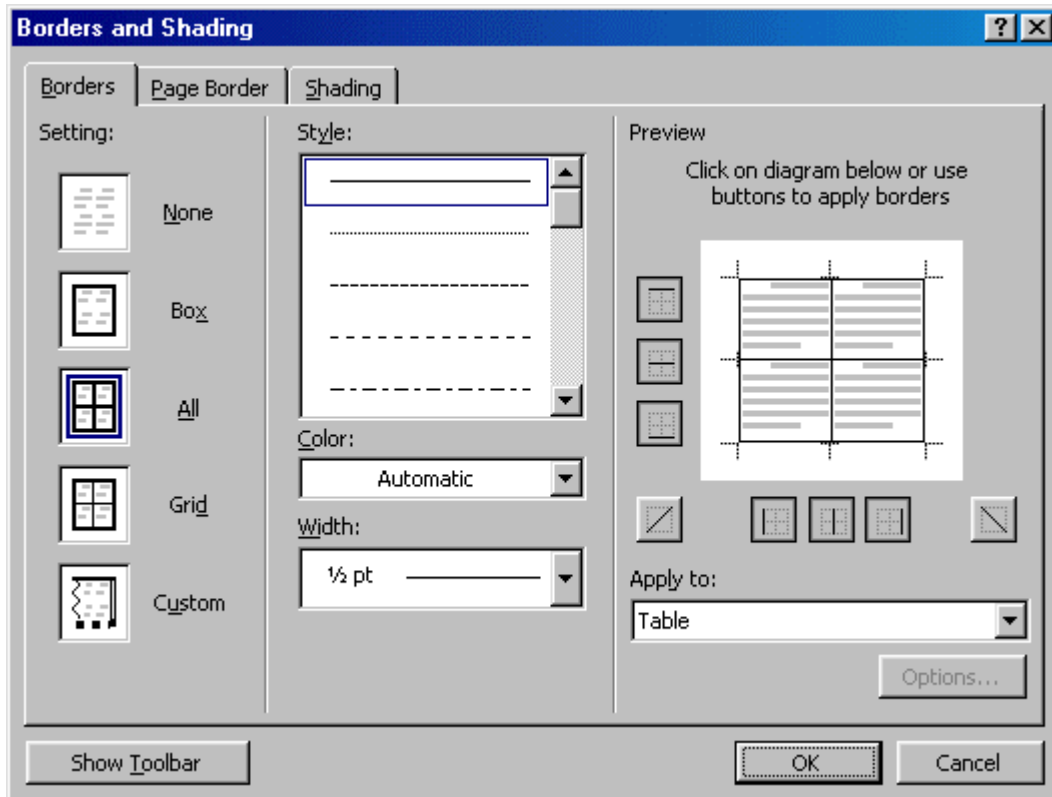 Borders and Shading
Borders
Page Border
Shading
Setting:
None
Box
All
Grid
Custom
Style:
Color:
Automatic
Width:
½ pt
Preview
Click on diagram below or use
buttons to apply borders
Apply to:
Table
Options...
Show Toolbar
OK
Cancel